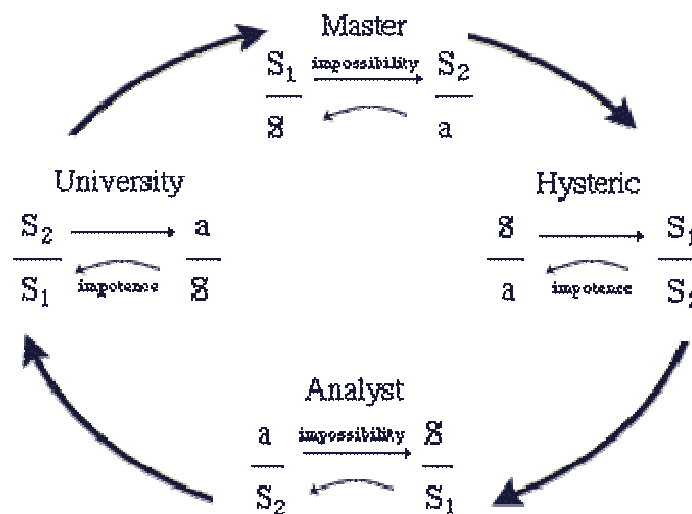 Master
S₁ impossibility S₂
$ a
University
S₂ a
S₁ impotence $
Hysteric
$ S₁
a impotence S₂
Analyst
a impossibility $
S₂ S₁